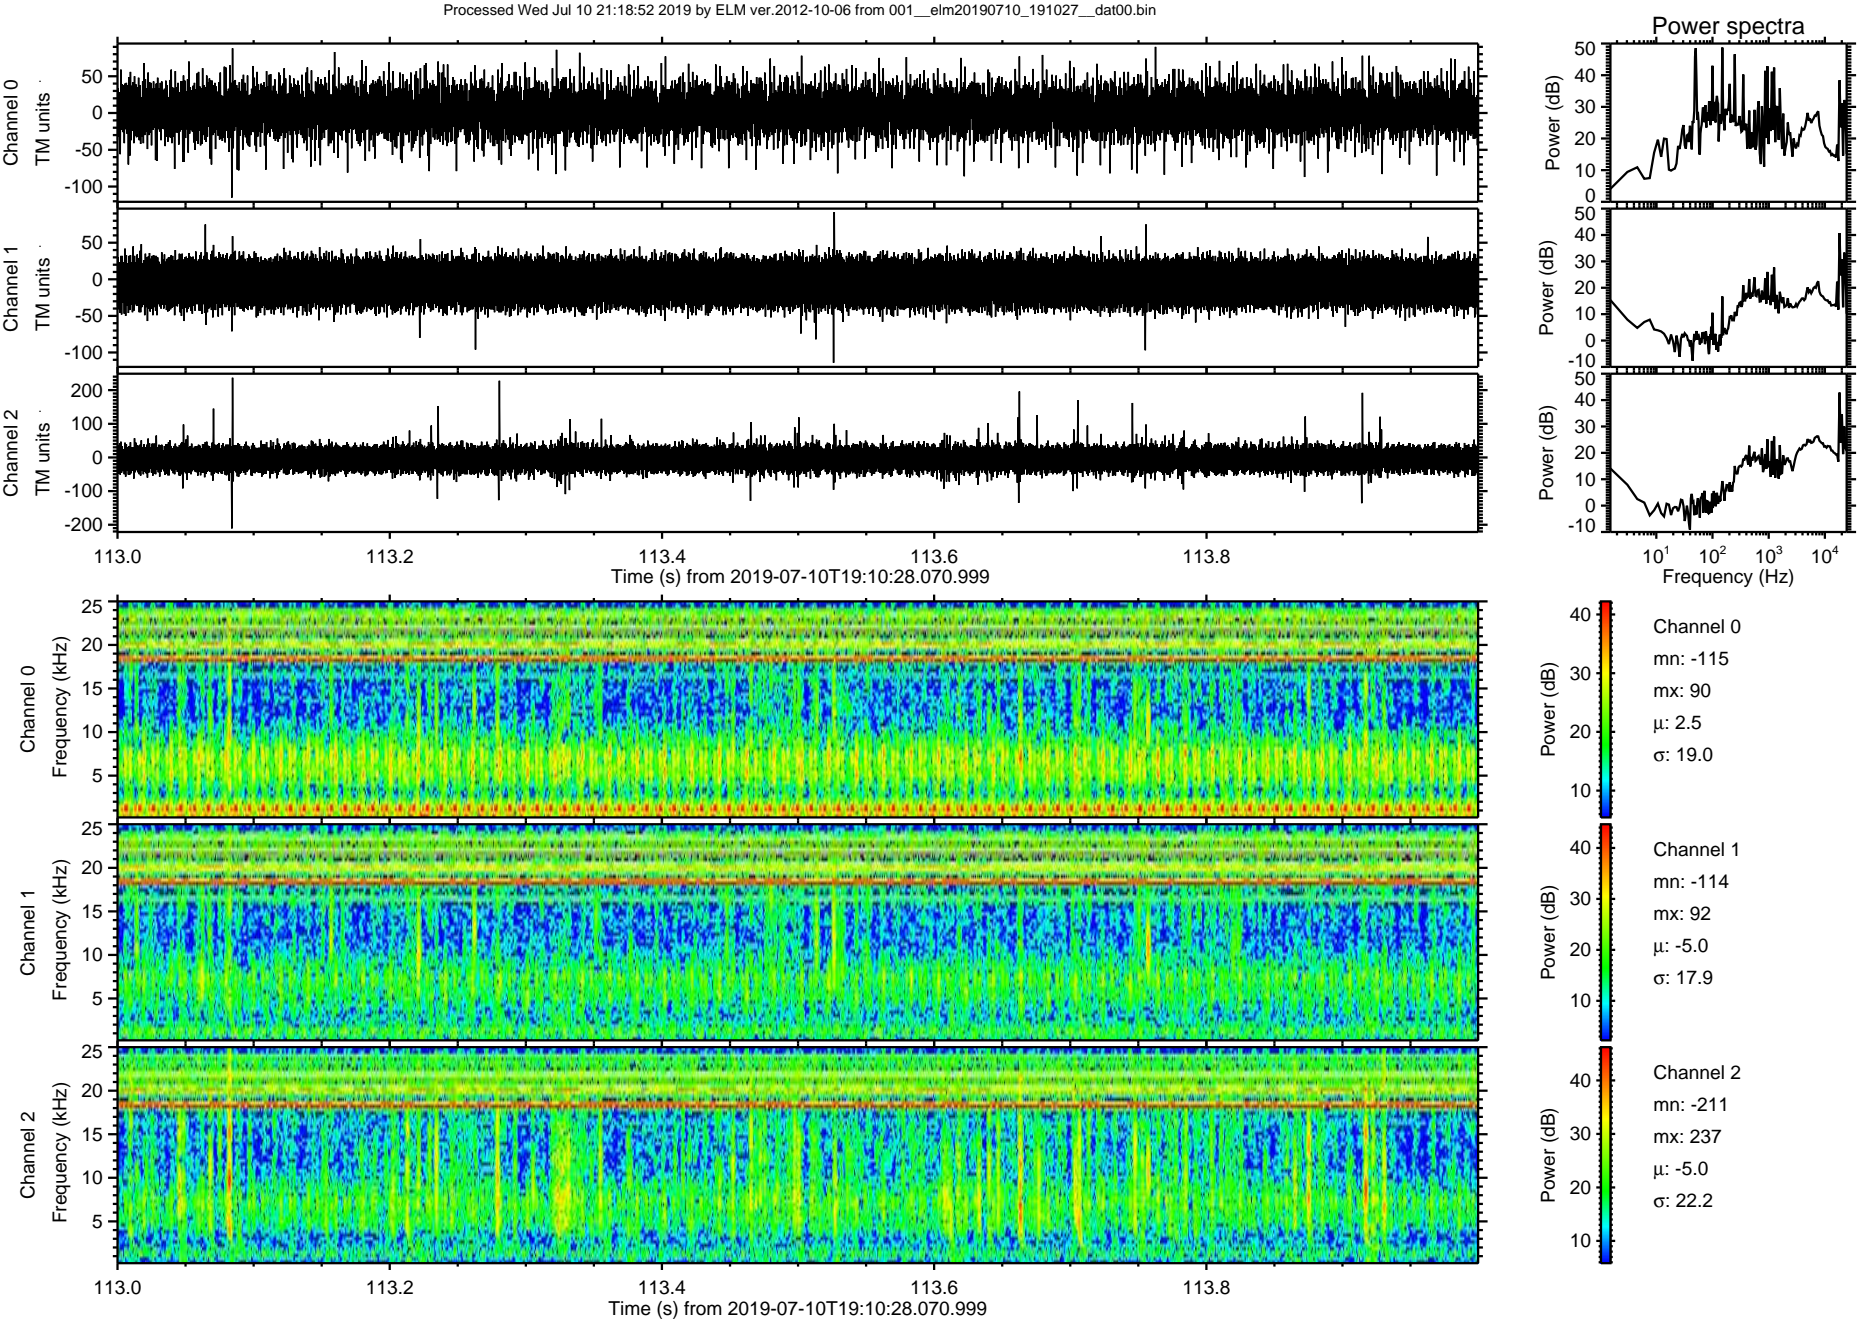 Processed Wed Jul 10 21:18:52 2019 by ELM ver.2012-10-06 from 001__elm20190710_191027__dat00.bin
Power spectra
Channel 0
TM units
50
0
-50
-100
Power (dB)
50
40
30
20
10
0
Channel 1
TM units
50
0
-50
-100
Power (dB)
50
40
30
20
10
0
-10
Channel 2
TM units
200
100
0
-100
-200
Power (dB)
50
40
30
20
10
0
-10
113.0 113.2 113.4 113.6 113.8
Time (s) from 2019-07-10T19:10:28.070.999
10¹ 10² 10³ 10⁴
Frequency (Hz)
Channel 0
Frequency (kHz)
25
20
15
10
5
Power (dB)
40
30
20
10
Channel 0
mn: -115
mx: 90
μ: 2.5
σ: 19.0
Channel 1
Frequency (kHz)
25
20
15
10
5
Power (dB)
40
30
20
10
Channel 1
mn: -114
mx: 92
μ: -5.0
σ: 17.9
Channel 2
Frequency (kHz)
25
20
15
10
5
Power (dB)
40
30
20
10
Channel 2
mn: -211
mx: 237
μ: -5.0
σ: 22.2
113.0 113.2 113.4 113.6 113.8
Time (s) from 2019-07-10T19:10:28.070.999